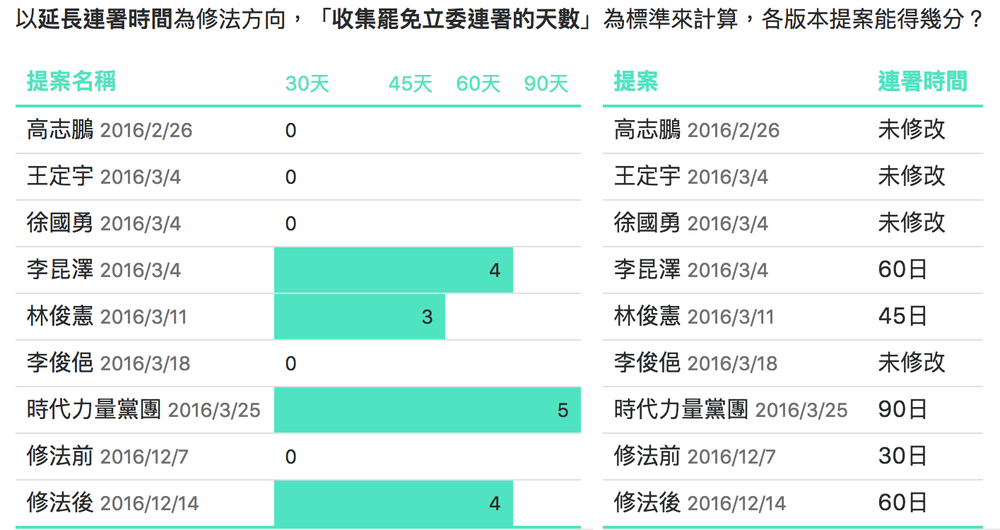 以延長連署時間為修法方向，「收集罷免立委連署的天數」為標準來計算，各版本提案能得幾分？
提案名稱 30天 45天 60天 90天
高志鵬 2016/2/26 0
王定宇 2016/3/4 0
徐國勇 2016/3/4 0
李昆澤 2016/3/4 4
林俊憲 2016/3/11 3
李俊俋 2016/3/18 0
時代力量黨團 2016/3/25 5
修法前 2016/12/7 0
修法後 2016/12/14 4
提案 連署時間
高志鵬 2016/2/26 未修改
王定宇 2016/3/4 未修改
徐國勇 2016/3/4 未修改
李昆澤 2016/3/4 60日
林俊憲 2016/3/11 45日
李俊俋 2016/3/18 未修改
時代力量黨團 2016/3/25 90日
修法前 2016/12/7 30日
修法後 2016/12/14 60日